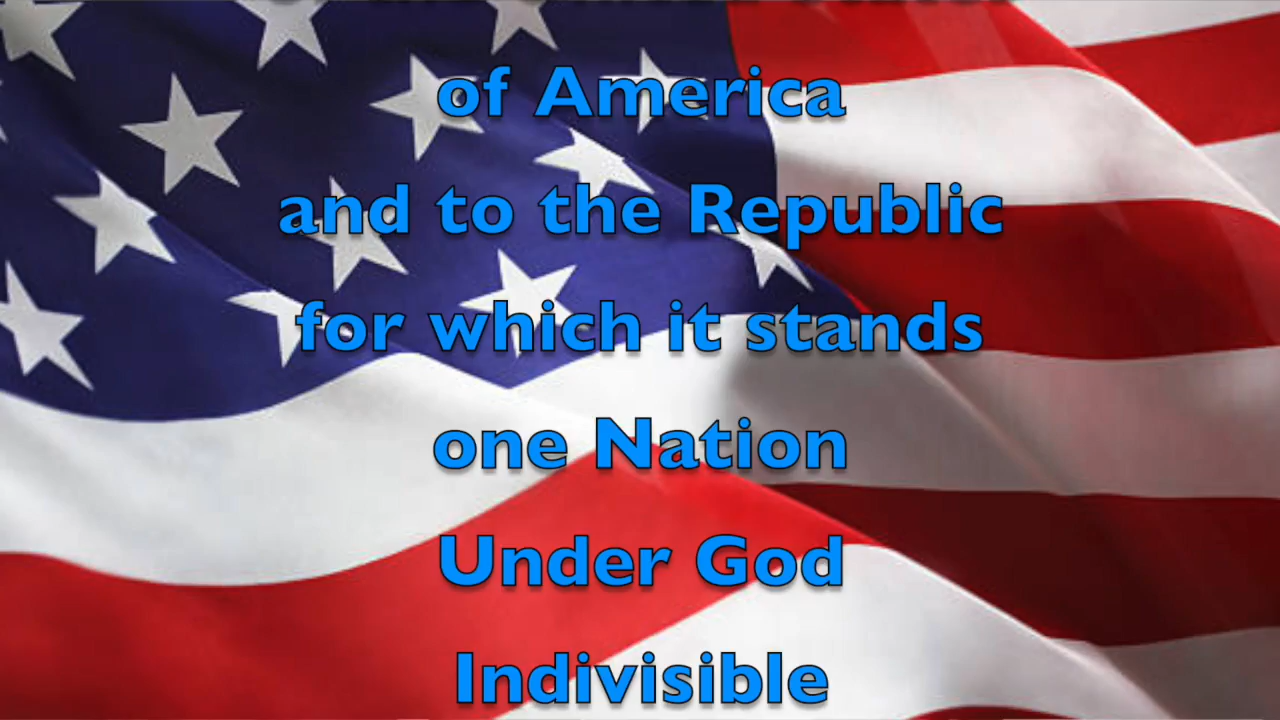 of America
and to the Republic
for which it stands
one Nation
Under God
Indivisible